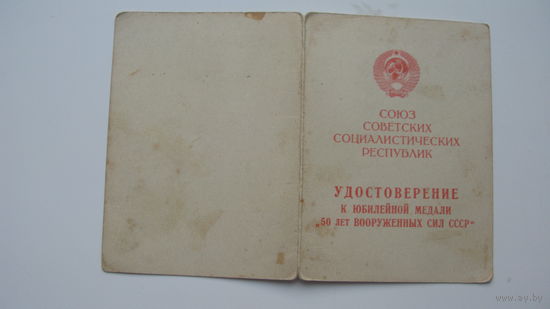 СОЮЗ
СОВЕТСКИХ
СОЦИАЛИСТИЧЕСКИХ
РЕСПУБЛИК
УДОСТОВЕРЕНИЕ
К ЮБИЛЕЙНОЙ МЕДАЛИ
„50 ЛЕТ ВООРУЖЕННЫХ СИЛ СССР“
www.ay.by